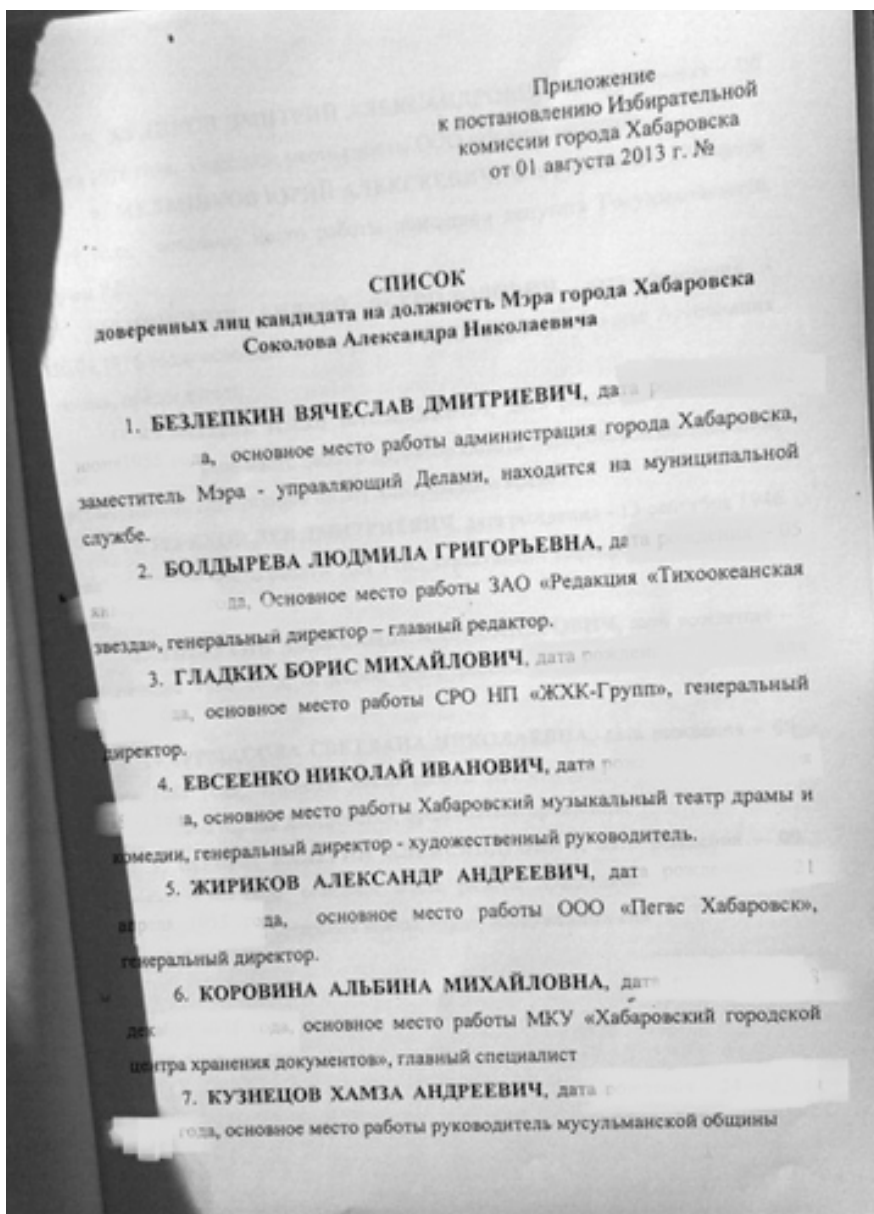 Приложение
к постановлению Избирательной
комиссии города Хабаровска
от 01 августа 2013 г. №
СПИСОК
доверенных лиц кандидата на должность Мэра города Хабаровска
Соколова Александра Николаевича
1. БЕЗЛЕПКИН ВЯЧЕСЛАВ ДМИТРИЕВИЧ, дата рождения
а, основное место работы администрация города Хабаровска,
заместитель Мэра - управляющий Делами, находится на муниципальной
службе.
2. БОЛДЫРЕВА ЛЮДМИЛА ГРИГОРЬЕВНА, да
да, Основное место работы ЗАО «Редакция «Тихоокеанская
звезда», генеральный директор – главный редактор.
3. ГЛАДКИХ БОРИС МИХАЙЛОВИЧ, дата
да, основное место работы СРО НП «ЖХК-Групп», генеральный
директор.
4. ЕВСЕЕНКО НИКОЛАЙ ИВАНОВИЧ, дата
а, основное место работы Хабаровский музыкальный театр драмы и
комедии, генеральный директор - художественный руководитель.
5. ЖИРИКОВ АЛЕКСАНДР АНДРЕЕВИЧ, дат
да, основное место работы ООО «Пегас Хабаровск»,
генеральный директор.
6. КОРОВИНА АЛЬБИНА МИХАЙЛОВНА, дата
да, основное место работы МКУ «Хабаровский городской
центра хранения документов», главный специалист
7. КУЗНЕЦОВ ХАМЗА АНДРЕЕВИЧ, дата
года, основное место работы руководитель мусульманской общины